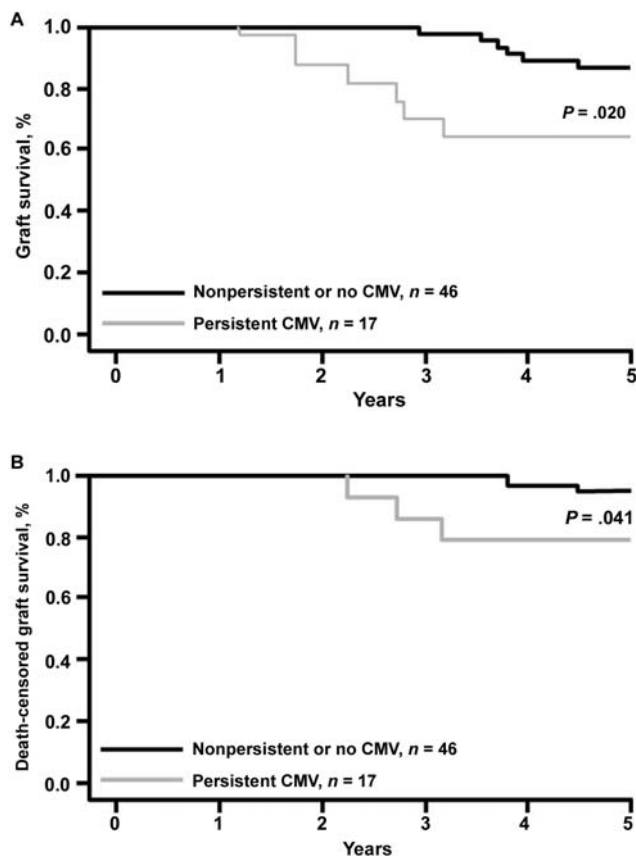 A
Graft survival, %
1.0
0.8
0.6
0.4
0.2
0.0
P = .020
Nonpersistent or no CMV, n = 46
Persistent CMV, n = 17
0 1 2 3 4 5
Years
B
Death-censored graft survival, %
1.0
0.8
0.6
0.4
0.2
0.0
P = .041
Nonpersistent or no CMV, n = 46
Persistent CMV, n = 17
0 1 2 3 4 5
Years